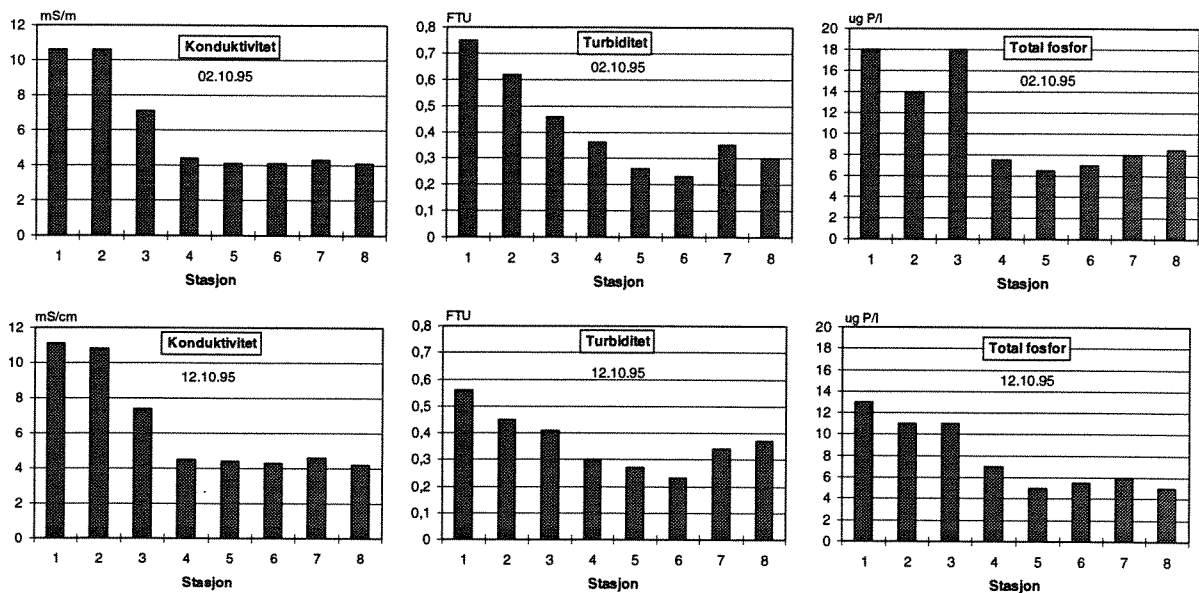 mS/m
Konduktivitet
02.10.95
12
10
8
6
4
2
0
1 2 3 4 5 6 7 8
Stasjon
FTU
Turbiditet
02.10.95
0,8
0,7
0,6
0,5
0,4
0,3
0,2
0,1
0
1 2 3 4 5 6 7 8
Stasjon
ug P/l
Total fosfor
02.10.95
20
18
16
14
12
10
8
6
4
2
0
1 2 3 4 5 6 7 8
Stasjon
mS/cm
Konduktivitet
12.10.95
12
10
8
6
4
2
0
1 2 3 4 5 6 7 8
Stasjon
FTU
Turbiditet
12.10.95
0,8
0,7
0,6
0,5
0,4
0,3
0,2
0,1
0
1 2 3 4 5 6 7 8
Stasjon
ug P/l
Total fosfor
12.10.95
20
18
16
14
12
10
8
6
4
2
0
1 2 3 4 5 6 7 8
Stasjon